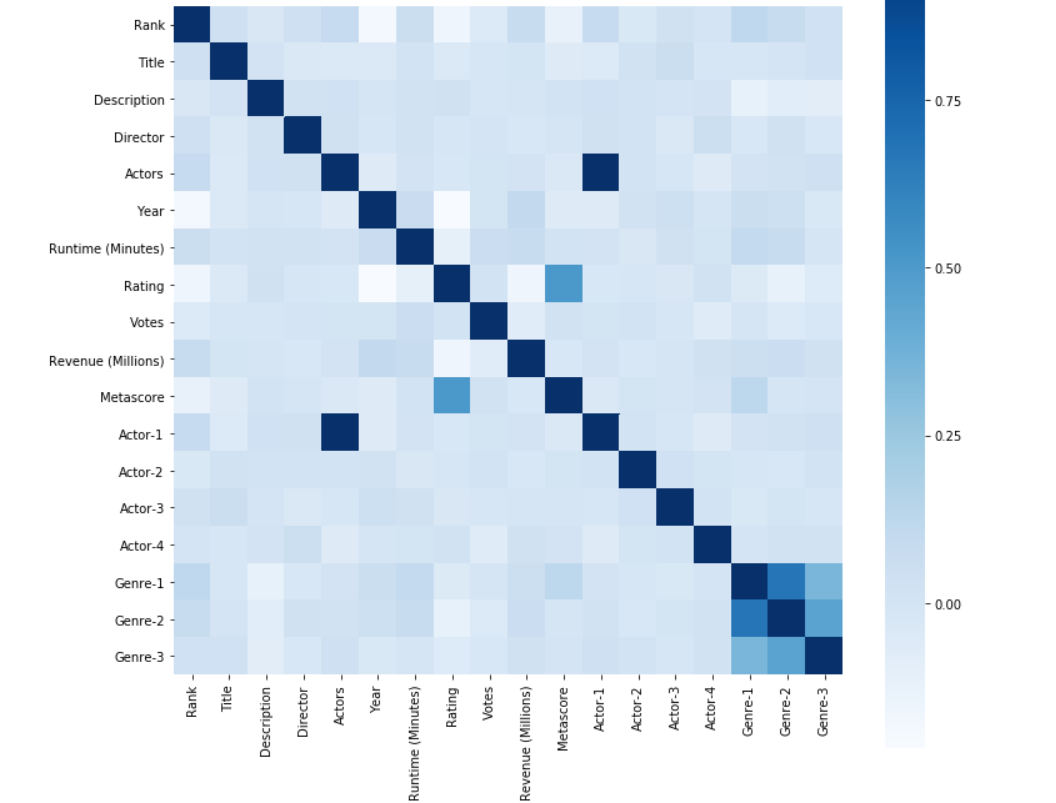 Rank
Title
Description
Director
Actors
Year
Runtime (Minutes)
Rating
Votes
Revenue (Millions)
Metascore
Actor-1
Actor-2
Actor-3
Actor-4
Genre-1
Genre-2
Genre-3
Rank
Title
Description
Director
Actors
Year
Runtime (Minutes)
Rating
Votes
Revenue (Millions)
Metascore
Actor-1
Actor-2
Actor-3
Actor-4
Genre-1
Genre-2
Genre-3
0.75
0.50
0.25
0.00